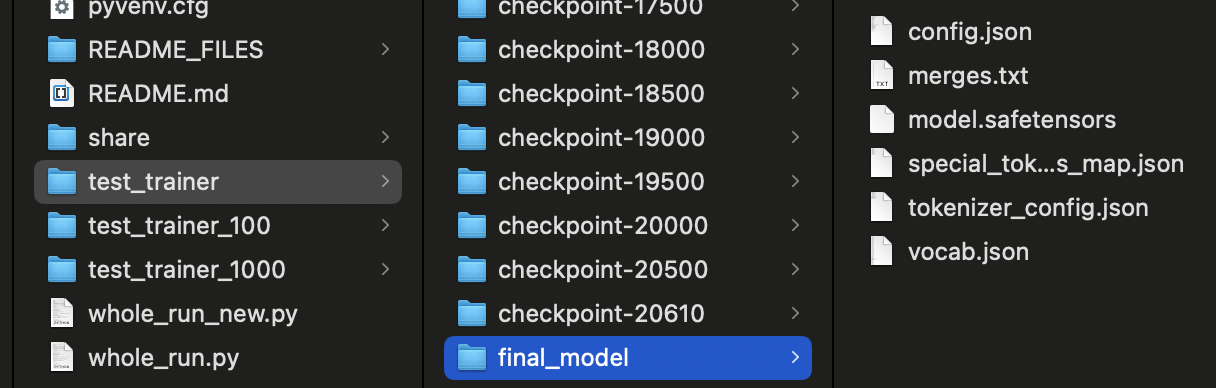 pyvenv.cfg
README_FILES
README.md
share
test_trainer
test_trainer_100
test_trainer_1000
whole_run_new.py
whole_run.py
checkpoint-17500
checkpoint-18000
checkpoint-18500
checkpoint-19000
checkpoint-19500
checkpoint-20000
checkpoint-20500
checkpoint-20610
final_model
config.json
TXT
merges.txt
model.safetensors
special_tok...s_map.json
tokenizer_config.json
vocab.json